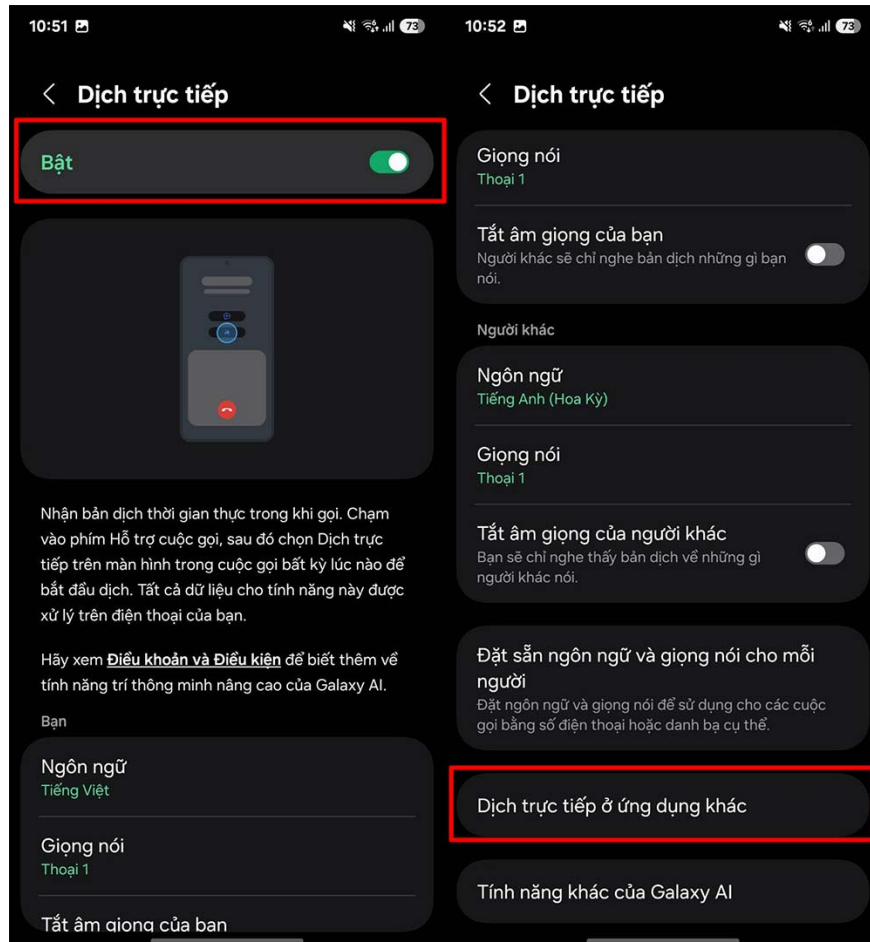 10:51
73
Dịch trực tiếp
Bật
Nhận bản dịch thời gian thực trong khi gọi. Chạm
vào phím Hỗ trợ cuộc gọi, sau đó chọn Dịch trực
tiếp trên màn hình trong cuộc gọi bất kỳ lúc nào để
bắt đầu dịch. Tất cả dữ liệu cho tính năng này được
xử lý trên điện thoại của bạn.
Hãy xem Điều khoản và Điều kiện để biết thêm về
tính năng trí thông minh nâng cao của Galaxy AI.
Bạn
Ngôn ngữ
Tiếng Việt
Giọng nói
Thoại 1
Tắt âm giọng của bạn
10:52
73
Dịch trực tiếp
Giọng nói
Thoại 1
Tắt âm giọng của bạn
Người khác sẽ chỉ nghe bản dịch những gì bạn
nói.
Người khác
Ngôn ngữ
Tiếng Anh (Hoa Kỳ)
Giọng nói
Thoại 1
Tắt âm giọng của người khác
Bạn sẽ chỉ nghe thấy bản dịch về những gì
người khác nói.
Đặt sẵn ngôn ngữ và giọng nói cho mỗi
người
Đặt ngôn ngữ và giọng nói để sử dụng cho các cuộc
gọi bằng số điện thoại hoặc danh bạ cụ thể.
Dịch trực tiếp ở ứng dụng khác
Tính năng khác của Galaxy AI